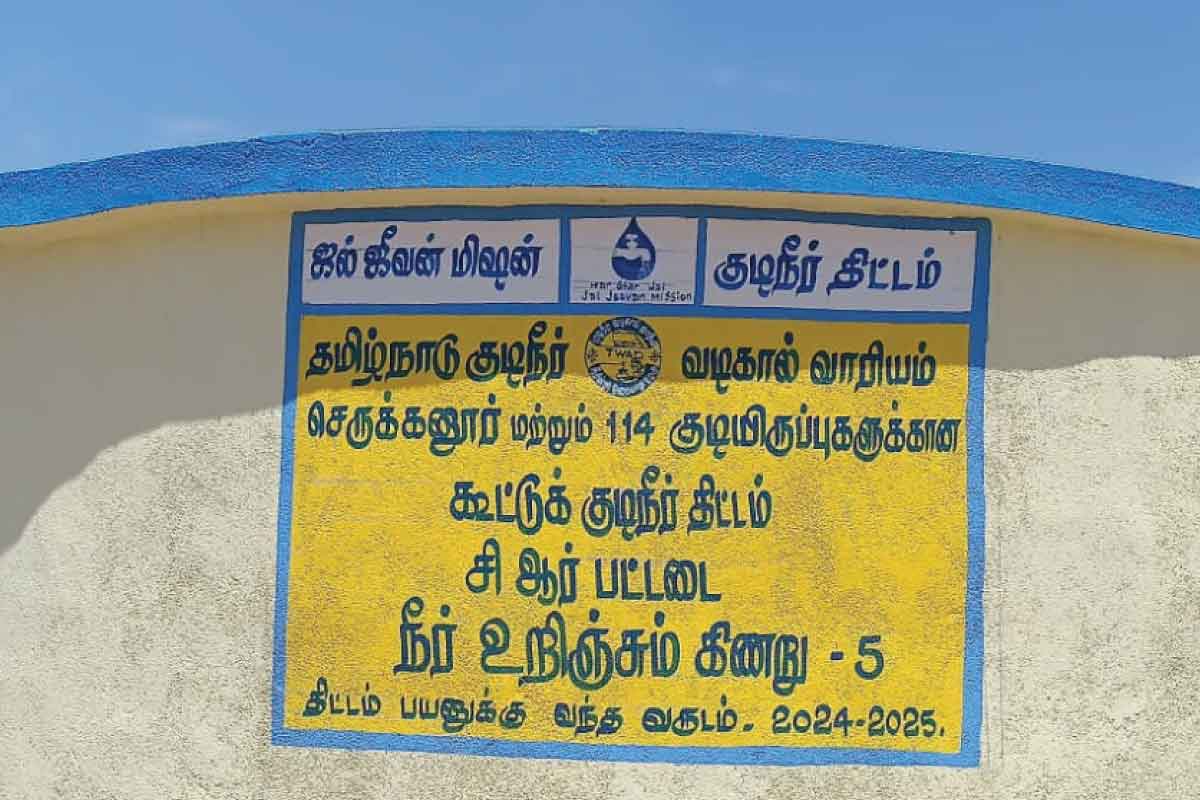 ஜல் ஜீவன் மிஷன்
Har Ghar Jal
Jal Jeevan Mission
குடிநீர் திட்டம்
தமிழ்நாடு குடிநீர் TWAD வடிகால் வாரியம்
செருக்கனூர் மற்றும் 114 குடியிருப்புகளுக்கான
கூட்டுக் குடிநீர் திட்டம்
சி ஆர் பட்டடை
நீர் உறிஞ்சும் கிணறு - 5
திட்டம் பயனுக்கு வந்த வருடம். 2024-2025.